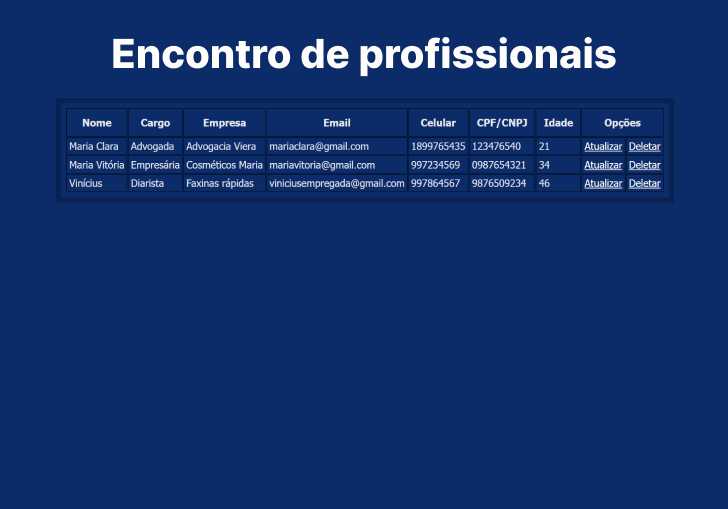 Encontro de profissionais
Nome Cargo Empresa Email Celular CPF/CNPJ Idade Opções
Maria Clara Advogada Advogacia Viera mariaclara@gmail.com 1899765435 123476540 21 Atualizar Deletar
Maria Vitória Empresária Cosméticos Maria mariavitoria@gmail.com 997234569 0987654321 34 Atualizar Deletar
Vinícius Diarista Faxinas rápidas viniciusempregada@gmail.com 997864567 9876509234 46 Atualizar Deletar